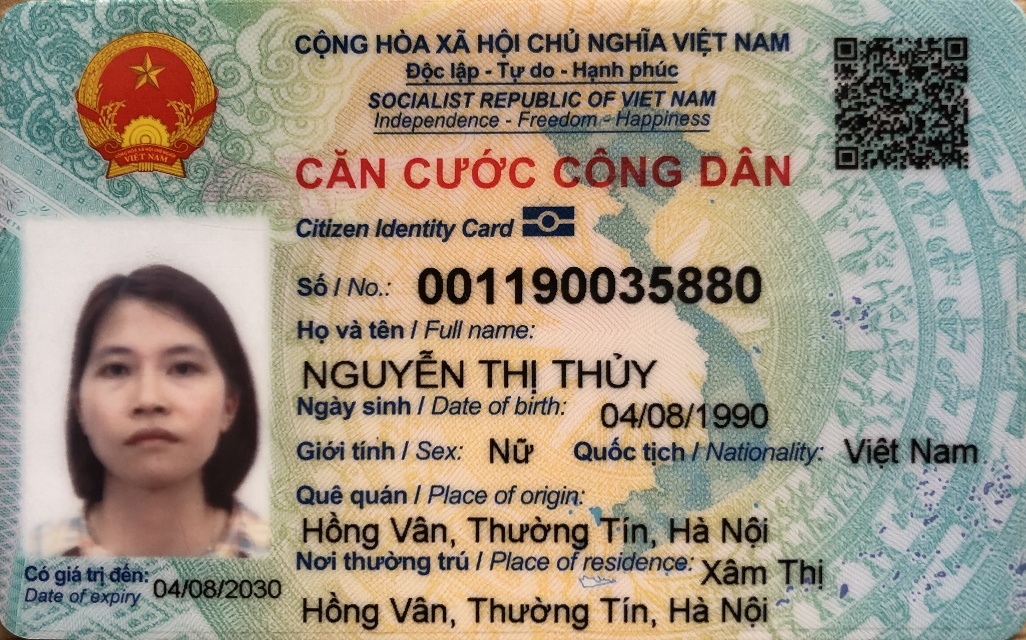 CỘNG HÒA XÃ HỘI CHỦ NGHĨA VIỆT NAM
Độc lập - Tự do - Hạnh phúc
SOCIALIST REPUBLIC OF VIET NAM
Independence - Freedom - Happiness
CĂN CƯỚC CÔNG DÂN
Citizen Identity Card
Số / No.: 001190035880
Họ và tên / Full name:
NGUYỄN THỊ THỦY
Ngày sinh / Date of birth: 04/08/1990
Giới tính / Sex: Nữ Quốc tịch / Nationality: Việt Nam
Quê quán / Place of origin:
Hồng Vân, Thường Tín, Hà Nội
Nơi thường trú / Place of residence: Xâm Thị
Hồng Vân, Thường Tín, Hà Nội
Có giá trị đến: 04/08/2030
Date of expiry
VIỆT NAM